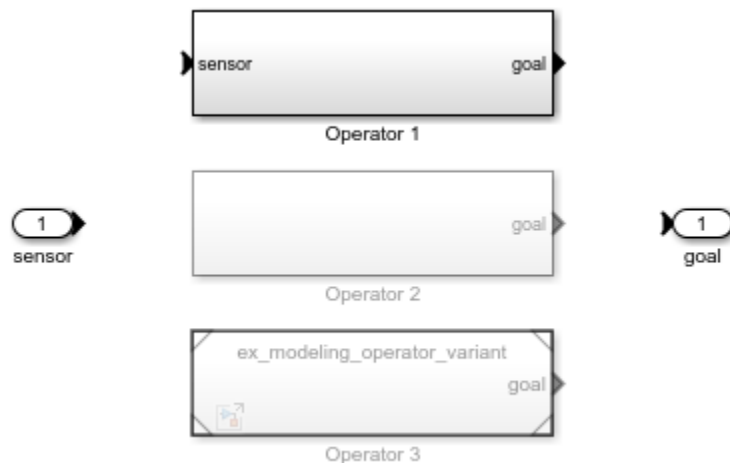 sensor
goal
Operator 1
1
sensor
goal
Operator 2
1
goal
ex_modeling_operator_variant
goal
Operator 3